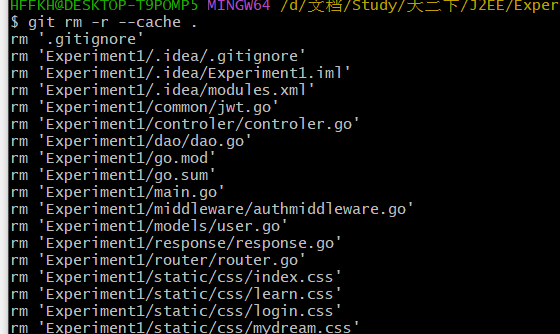 HFFKH@DESKTOP-T9POMP5 MINGW64 /d/文档/Study/大二下/J2EE/Exper
$ git rm -r --cache .
rm '.gitignore'
rm 'Experiment1/.idea/.gitignore'
rm 'Experiment1/.idea/Experiment1.iml'
rm 'Experiment1/.idea/modules.xml'
rm 'Experiment1/common/jwt.go'
rm 'Experiment1/controler/controler.go'
rm 'Experiment1/dao/dao.go'
rm 'Experiment1/go.mod'
rm 'Experiment1/go.sum'
rm 'Experiment1/main.go'
rm 'Experiment1/middleware/authmiddleware.go'
rm 'Experiment1/models/user.go'
rm 'Experiment1/response/response.go'
rm 'Experiment1/router/router.go'
rm 'Experiment1/static/css/index.css'
rm 'Experiment1/static/css/learn.css'
rm 'Experiment1/static/css/login.css'
rm 'Experiment1/static/css/mydream.css'